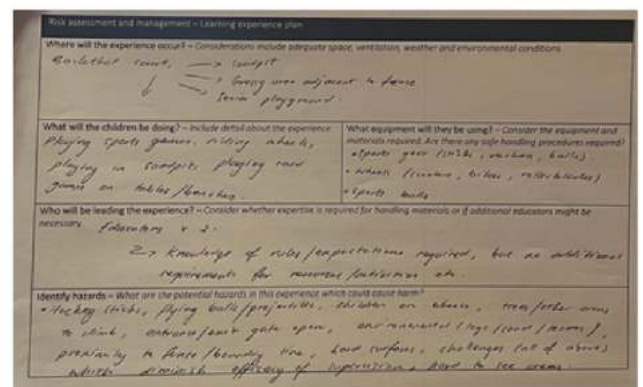 Risk assessment and management – Learning experience plan
Where will the experience occur? – Considerations include adequate space, ventilation, weather and environmental conditions
Basketball court, → sandpit
→ Grassy area adjacent to fence
→ Senior playground.
What will the children be doing? – Include detail about the experience
Playing sports games, riding wheels,
playing in sandpit, playing card
games on tables/benches.
What equipment will they be using? – Consider the equipment and
materials required. Are there any safe handling procedures required?
Sports gear (sticks, balls)
• Wheels (scooters, bikes, rollerblades)
• Sports balls.
Who will be leading the experience? – Consider whether expertise is required for handling materials or if additional educators might be
necessary. Educators x 2.
→ Knowledge of rules/expectations required, but no additional
requirements for resources/activities etc.
Identify hazards – What are the potential hazards in this experience which could cause harm?
• Hockey sticks, flying balls/projectiles, children on wheels, trees/other areas
to climb, entrance/exit gate open, environmental
proximity to fence/boundary line, hard surfaces, challenges (all of above)
which diminish efficacy of supervision, hard to see areas.